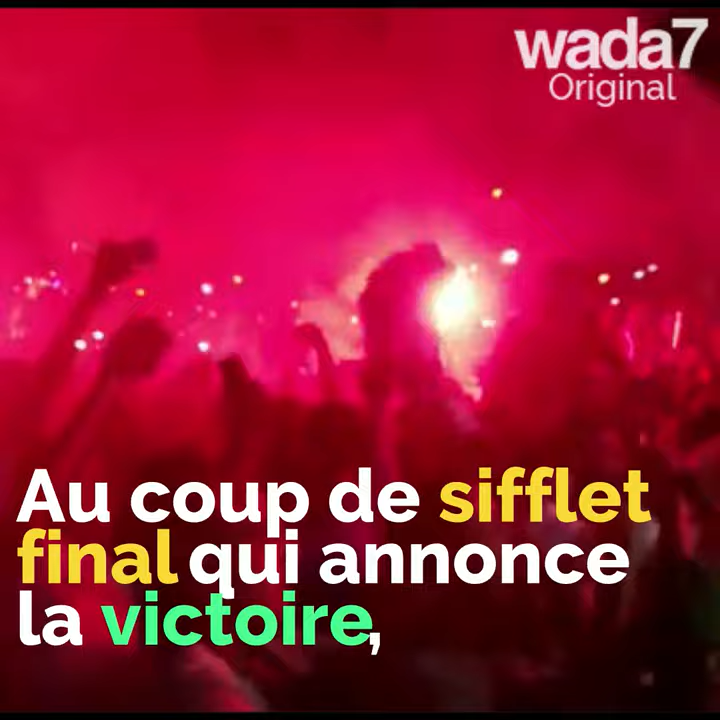 wada7
Original
Au coup de sifflet
final qui annonce
la victoire,